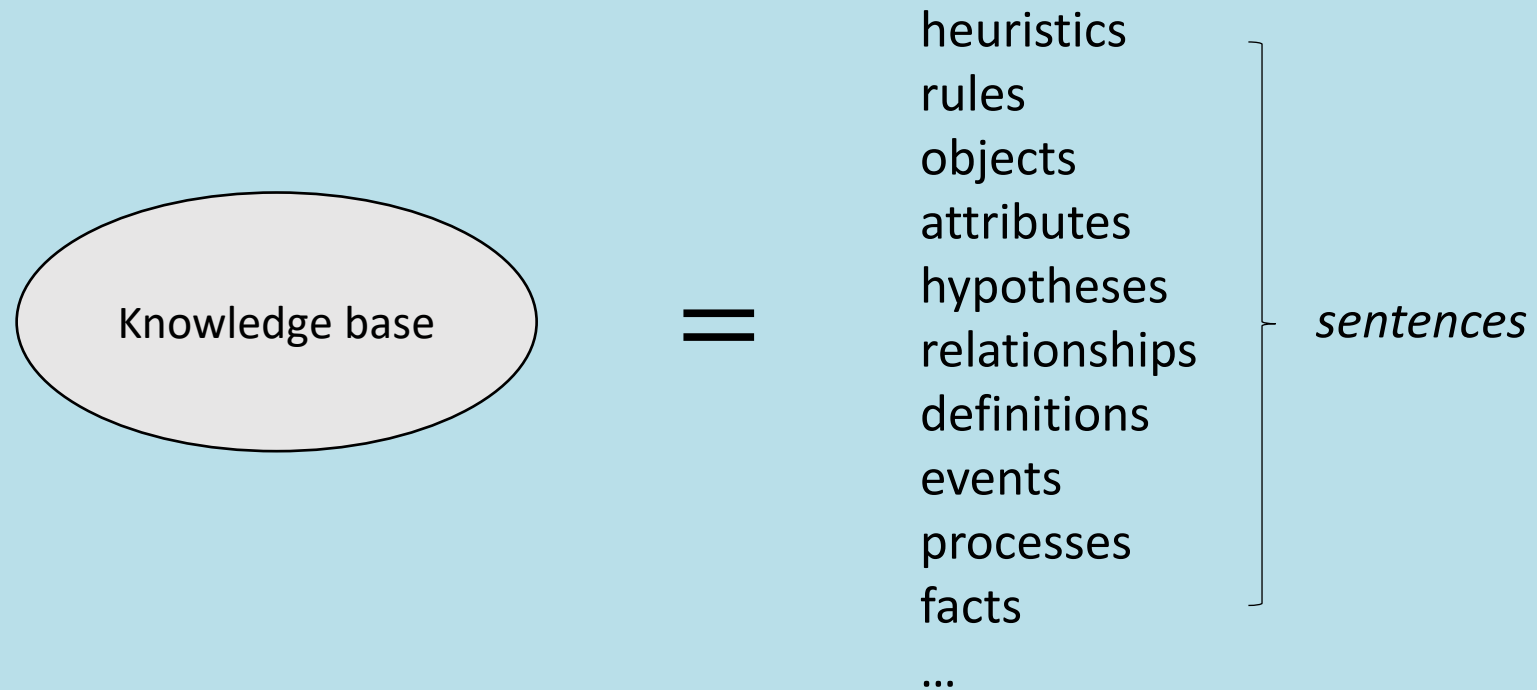 Knowledge base
=
heuristics
rules
objects
attributes
hypotheses
relationships
definitions
events
processes
facts
...
sentences